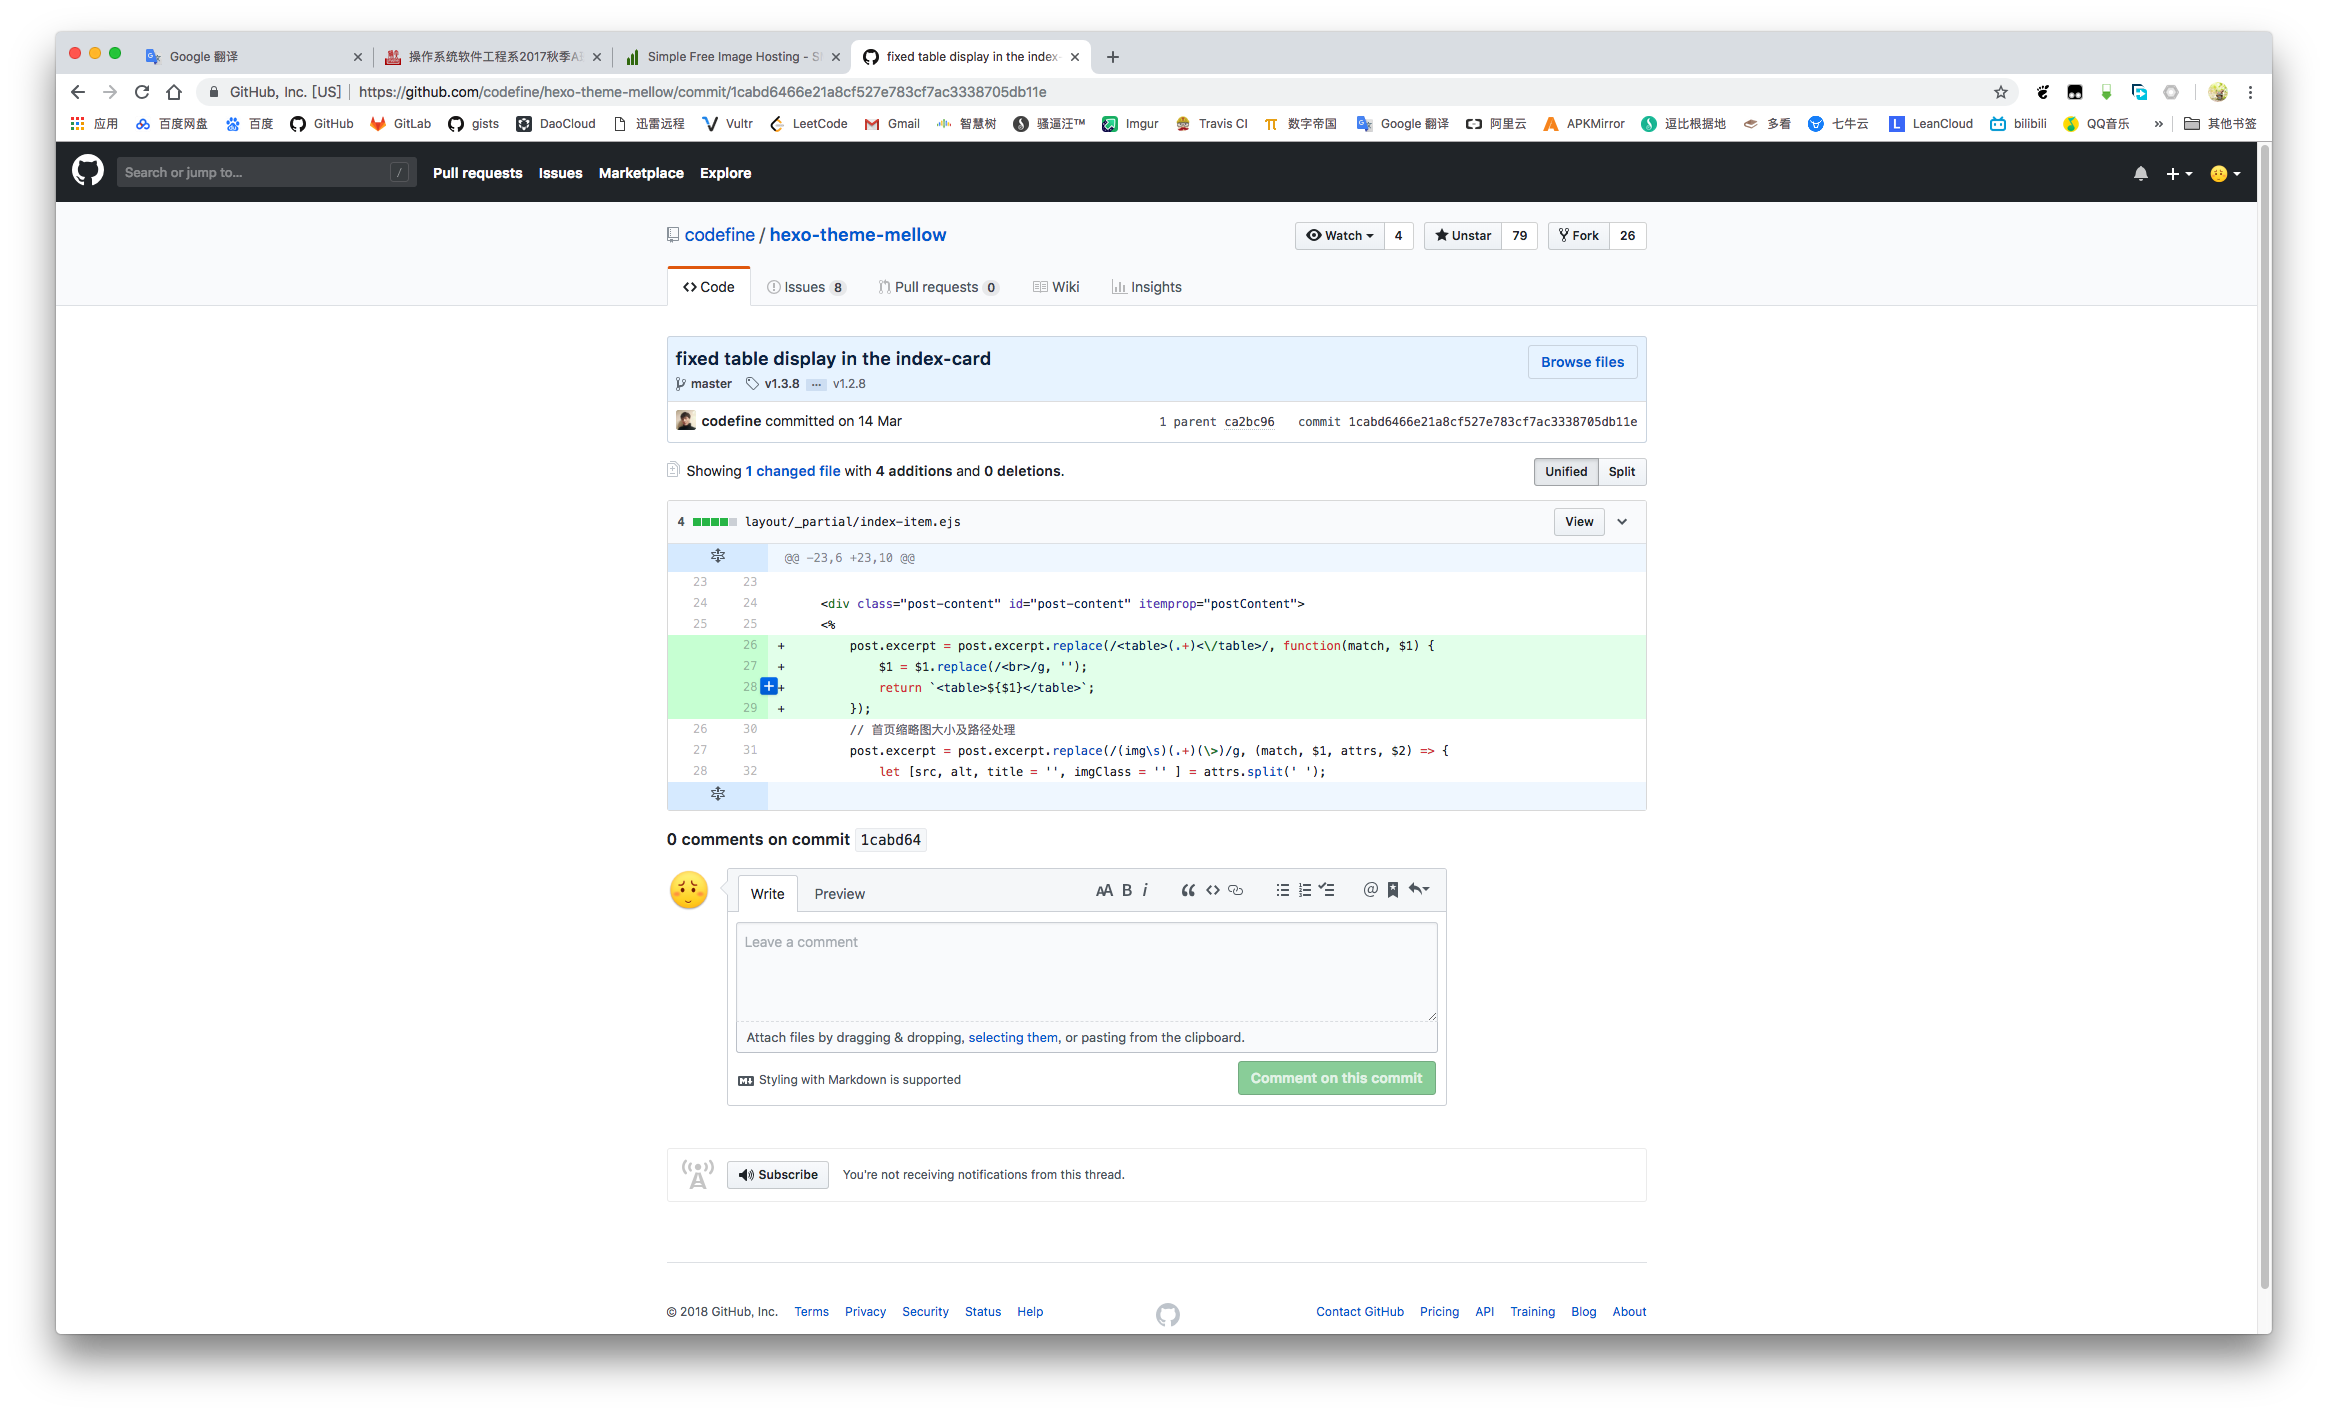 Google 翻译
操作系统软件工程系2017秋季A
Simple Free Image Hosting - S
fixed table display in the index-
GitHub, Inc. [US] | https://github.com/codefine/hexo-theme-mellow/commit/1cabd6466e21a8cf527e783cf7ac3338705db11e
应用 百度网盘 百度 GitHub GitLab gists DaoCloud 迅雷远程 Vultr LeetCode Gmail 智慧树 骚逼汪™ Imgur Travis CI 数字帝国 Google 翻译 阿里云 APKMirror 逗比根据地 多看 七牛云 LeanCloud bilibili QQ音乐 » 其他书签
Search or jump to... / Pull requests Issues Marketplace Explore
codefine / hexo-theme-mellow
Watch 4 Unstar 79 Fork 26
Code Issues 8 Pull requests 0 Wiki Insights
fixed table display in the index-card
Browse files
master v1.3.8 ... v1.2.8
codefine committed on 14 Mar
1 parent ca2bc96 commit 1cabd6466e21a8cf527e783cf7ac3338705db11e
Showing 1 changed file with 4 additions and 0 deletions.
Unified Split
4 layout/_partial/index-item.ejs
View
@@ -23,6 +23,10 @@
23 23
24 24 <div class="post-content" id="post-content" itemprop="postContent">
25 25 <%
26 + post.excerpt = post.excerpt.replace(/<table>(.+)<\/table>/, function(match, $1) {
27 + $1 = $1.replace(/<br>/g, '');
28 + return `<table>${$1}</table>`;
29 + });
26 30 // 首页缩略图大小及路径处理
27 31 post.excerpt = post.excerpt.replace(/(img\s)(.+)(\>)/g, (match, $1, attrs, $2) => {
28 32 let [src, alt, title = '', imgClass = '' ] = attrs.split(' ');
0 comments on commit 1cabd64
Write Preview
AA B i
Leave a comment
Attach files by dragging & dropping, selecting them, or pasting from the clipboard.
Styling with Markdown is supported
Comment on this commit
Subscribe You're not receiving notifications from this thread.
© 2018 GitHub, Inc. Terms Privacy Security Status Help
Contact GitHub Pricing API Training Blog About